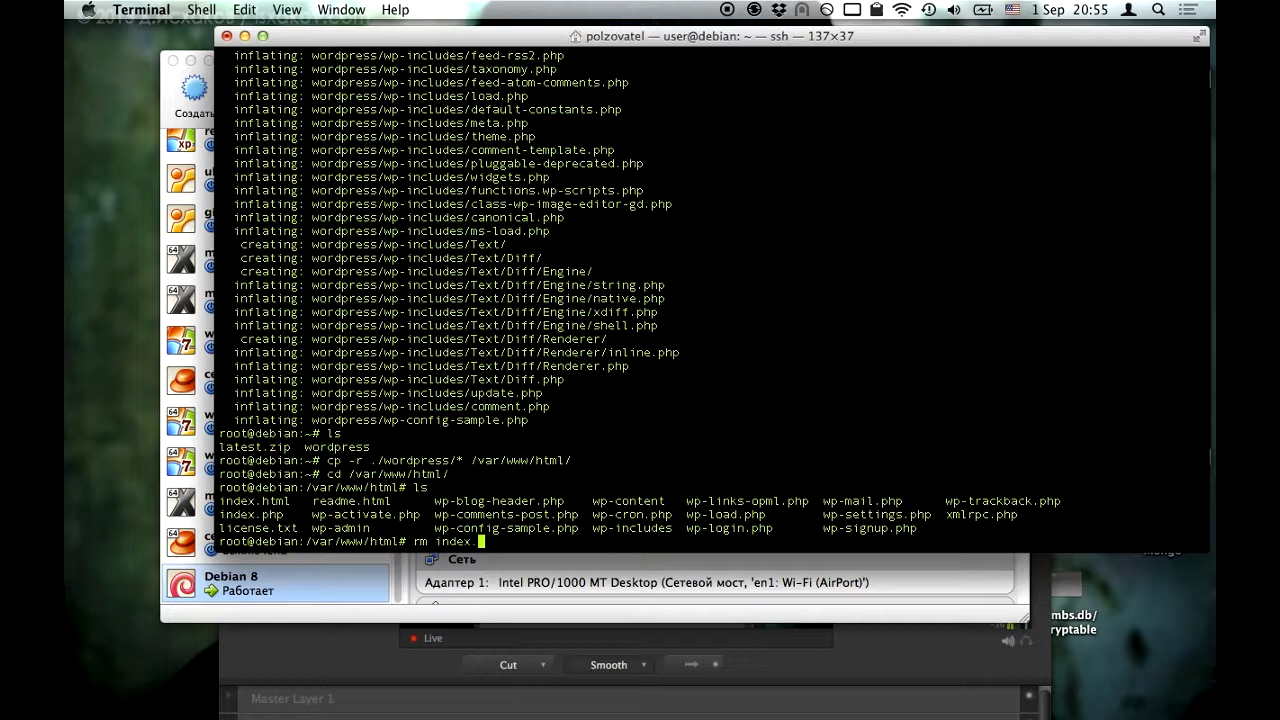 Terminal Shell Edit View Window Help 1 Sep 20:55
polzovatel — user@debian: ~ — ssh — 137×37
Создать
inflating: wordpress/wp-includes/feed-rss2.php
inflating: wordpress/wp-includes/taxonomy.php
inflating: wordpress/wp-includes/feed-atom-comments.php
inflating: wordpress/wp-includes/load.php
inflating: wordpress/wp-includes/default-constants.php
inflating: wordpress/wp-includes/meta.php
inflating: wordpress/wp-includes/theme.php
inflating: wordpress/wp-includes/comment-template.php
inflating: wordpress/wp-includes/pluggable-deprecated.php
inflating: wordpress/wp-includes/widgets.php
inflating: wordpress/wp-includes/functions.wp-scripts.php
inflating: wordpress/wp-includes/class-wp-image-editor-gd.php
inflating: wordpress/wp-includes/canonical.php
inflating: wordpress/wp-includes/ms-load.php
creating: wordpress/wp-includes/Text/
creating: wordpress/wp-includes/Text/Diff/
creating: wordpress/wp-includes/Text/Diff/Engine/
inflating: wordpress/wp-includes/Text/Diff/Engine/string.php
inflating: wordpress/wp-includes/Text/Diff/Engine/native.php
inflating: wordpress/wp-includes/Text/Diff/Engine/xdiff.php
inflating: wordpress/wp-includes/Text/Diff/Engine/shell.php
creating: wordpress/wp-includes/Text/Diff/Renderer/
inflating: wordpress/wp-includes/Text/Diff/Renderer/inline.php
inflating: wordpress/wp-includes/Text/Diff/Renderer.php
inflating: wordpress/wp-includes/Text/Diff.php
inflating: wordpress/wp-includes/update.php
inflating: wordpress/wp-includes/comment.php
inflating: wordpress/wp-config-sample.php
root@debian:~# ls
latest.zip wordpress
root@debian:~# cp -r ./wordpress/* /var/www/html/
root@debian:~# cd /var/www/html/
root@debian:/var/www/html# ls
index.html readme.html wp-blog-header.php wp-content wp-links-opml.php wp-mail.php wp-trackback.php
index.php wp-activate.php wp-comments-post.php wp-cron.php wp-load.php wp-settings.php xmlrpc.php
license.txt wp-admin wp-config-sample.php wp-includes wp-login.php wp-signup.php
root@debian:/var/www/html# rm index.
Сеть
Debian 8
Работает
Адаптер 1: Intel PRO/1000 MT Desktop (Сетевой мост, 'en1: Wi-Fi (AirPort)')
mbs.db/
ryptable
Live
Cut Smooth
Master Layer 1